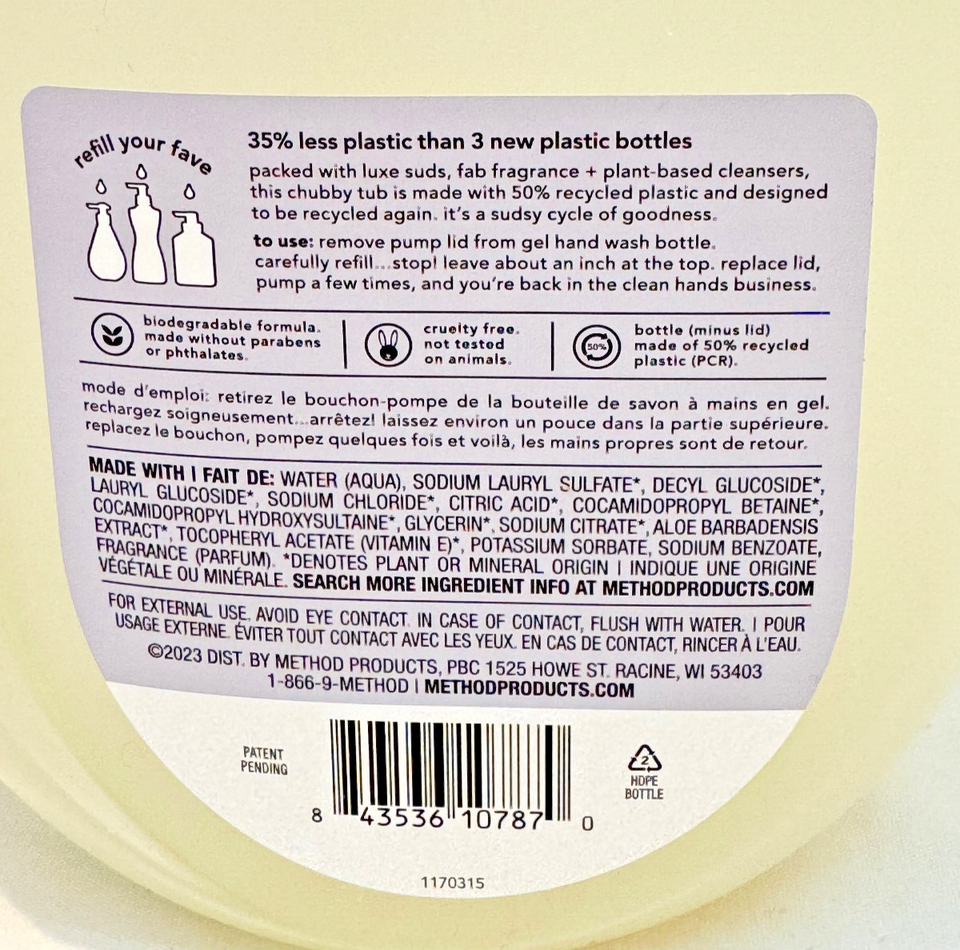 refill your fave
35% less plastic than 3 new plastic bottles
packed with luxe suds, fab fragrance + plant-based cleansers,
this chubby tub is made with 50% recycled plastic and designed
to be recycled again. it's a sudsy cycle of goodness.
to use: remove pump lid from gel hand wash bottle.
carefully refill...stop! leave about an inch at the top. replace lid,
pump a few times, and you're back in the clean hands business.
biodegradable formula.
made without parabens
or phthalates.
cruelty free.
not tested
on animals.
50%
bottle (minus lid)
made of 50% recycled
plastic (PCR).
mode d'emploi: retirez le bouchon-pompe de la bouteille de savon à mains en gel.
rechargez soigneusement...arrêtez! laissez environ un pouce dans la partie supérieure.
replacez le bouchon, pompez quelques fois et voilà, les mains propres sont de retour.
MADE WITH | FAIT DE: WATER (AQUA), SODIUM LAURYL SULFATE*, DECYL GLUCOSIDE*,
LAURYL GLUCOSIDE*, SODIUM CHLORIDE*, CITRIC ACID*, COCAMIDOPROPYL BETAINE*,
COCAMIDOPROPYL HYDROXYSULTAINE*, GLYCERIN*, SODIUM CITRATE*, ALOE BARBADENSIS
EXTRACT*, TOCOPHERYL ACETATE (VITAMIN E)*, POTASSIUM SORBATE, SODIUM BENZOATE,
FRAGRANCE (PARFUM). *DENOTES PLANT OR MINERAL ORIGIN | INDIQUE UNE ORIGINE
VÉGÉTALE OU MINÉRALE. SEARCH MORE INGREDIENT INFO AT METHODPRODUCTS.COM
FOR EXTERNAL USE. AVOID EYE CONTACT. IN CASE OF CONTACT, FLUSH WITH WATER. | POUR
USAGE EXTERNE. ÉVITER TOUT CONTACT AVEC LES YEUX. EN CAS DE CONTACT, RINCER À L'EAU.
©2023 DIST. BY METHOD PRODUCTS, PBC 1525 HOWE ST. RACINE, WI 53403
1-866-9-METHOD | METHODPRODUCTS.COM
PATENT
PENDING
8 43536 10787 0
2
HDPE
BOTTLE
1170315